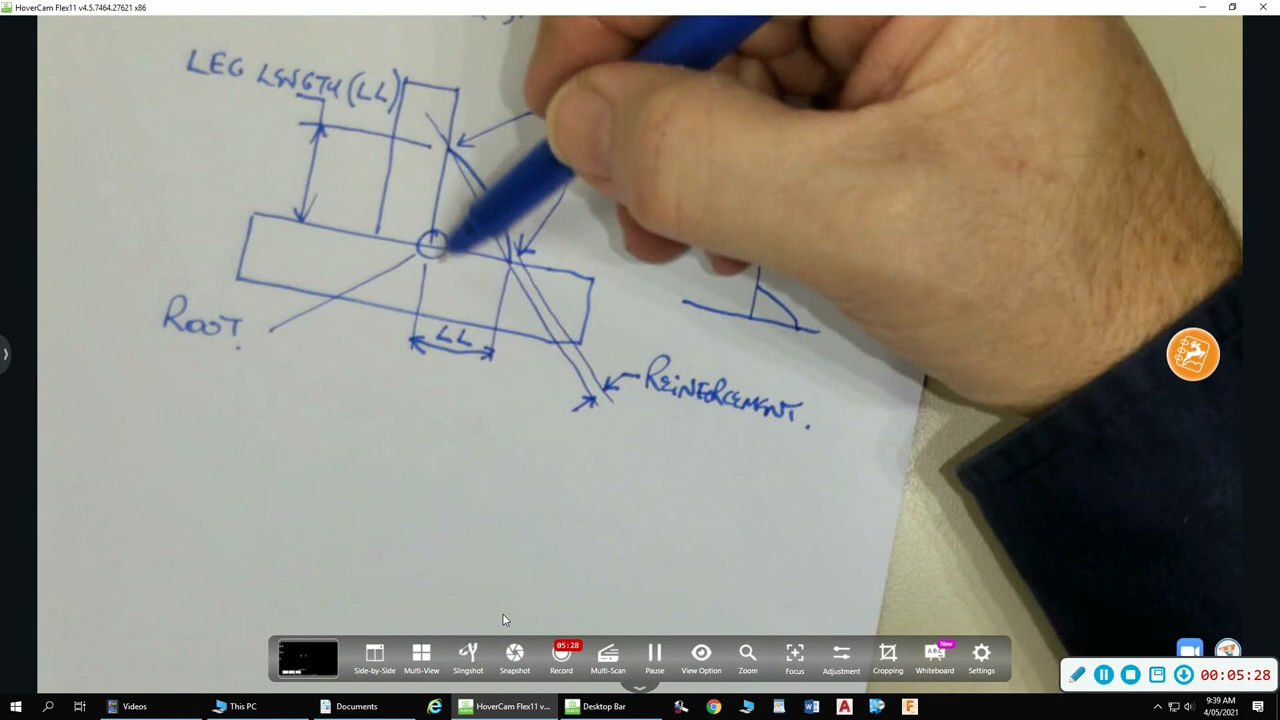 HoverCam Flex11 v4.5.7464.27621 x86
LEG LENGTH (LL)
ROOT.
LL
REINFORCEMENT.
05:28
New
Side-by-Side
Multi-View
Slingshot
Snapshot
Record
Multi-Scan
Pause
View Option
Zoom
Focus
Adjustment
Cropping
Whiteboard
Settings
00:05:28
Videos
This PC
Documents
HoverCam Flex11 v...
Desktop Bar
9:39 AM
4/05/2021